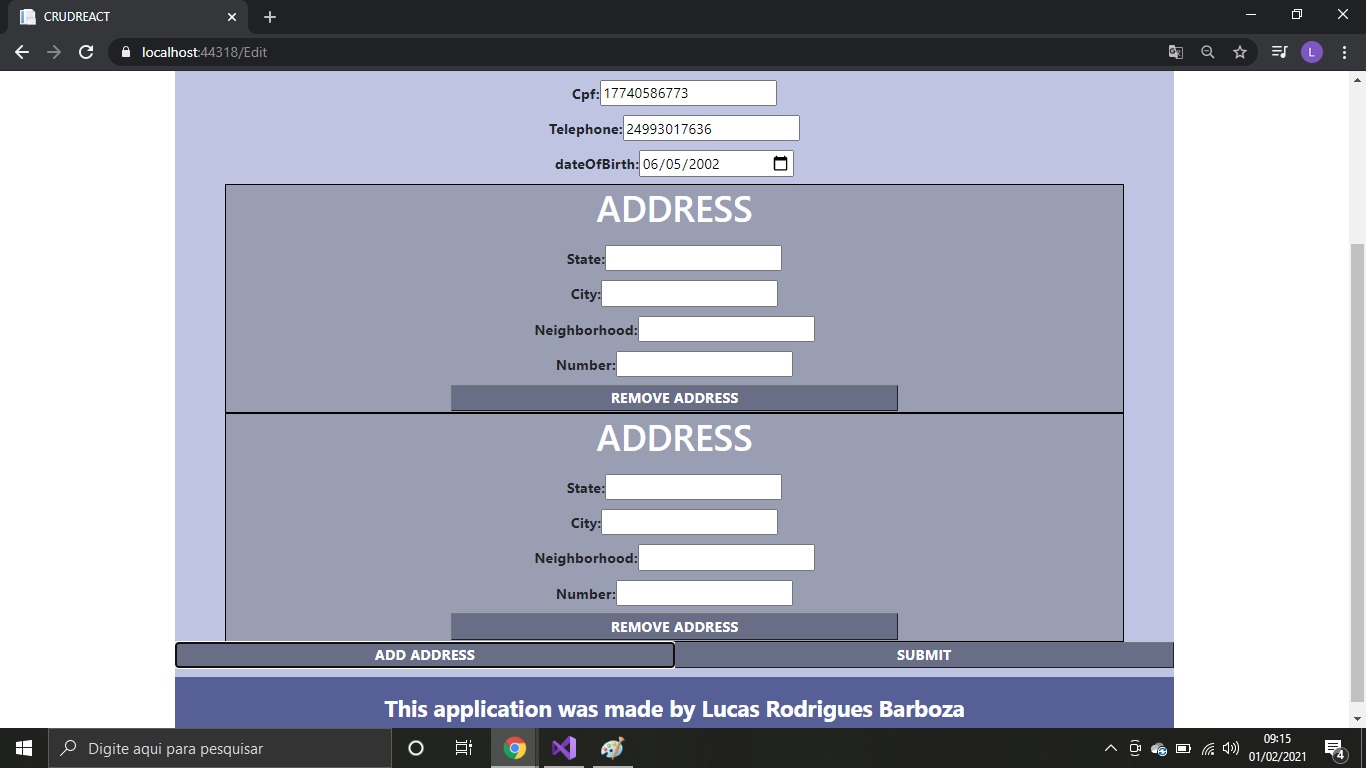 CRUDREACT
localhost:44318/Edit
L
Cpf: 17740586773
Telephone: 24993017636
dateOfBirth: 06/05/2002
ADDRESS
State:
City:
Neighborhood:
Number:
REMOVE ADDRESS
ADDRESS
State:
City:
Neighborhood:
Number:
REMOVE ADDRESS
ADD ADDRESS SUBMIT
This application was made by Lucas Rodrigues Barboza
Digite aqui para pesquisar
09:15
01/02/2021
4